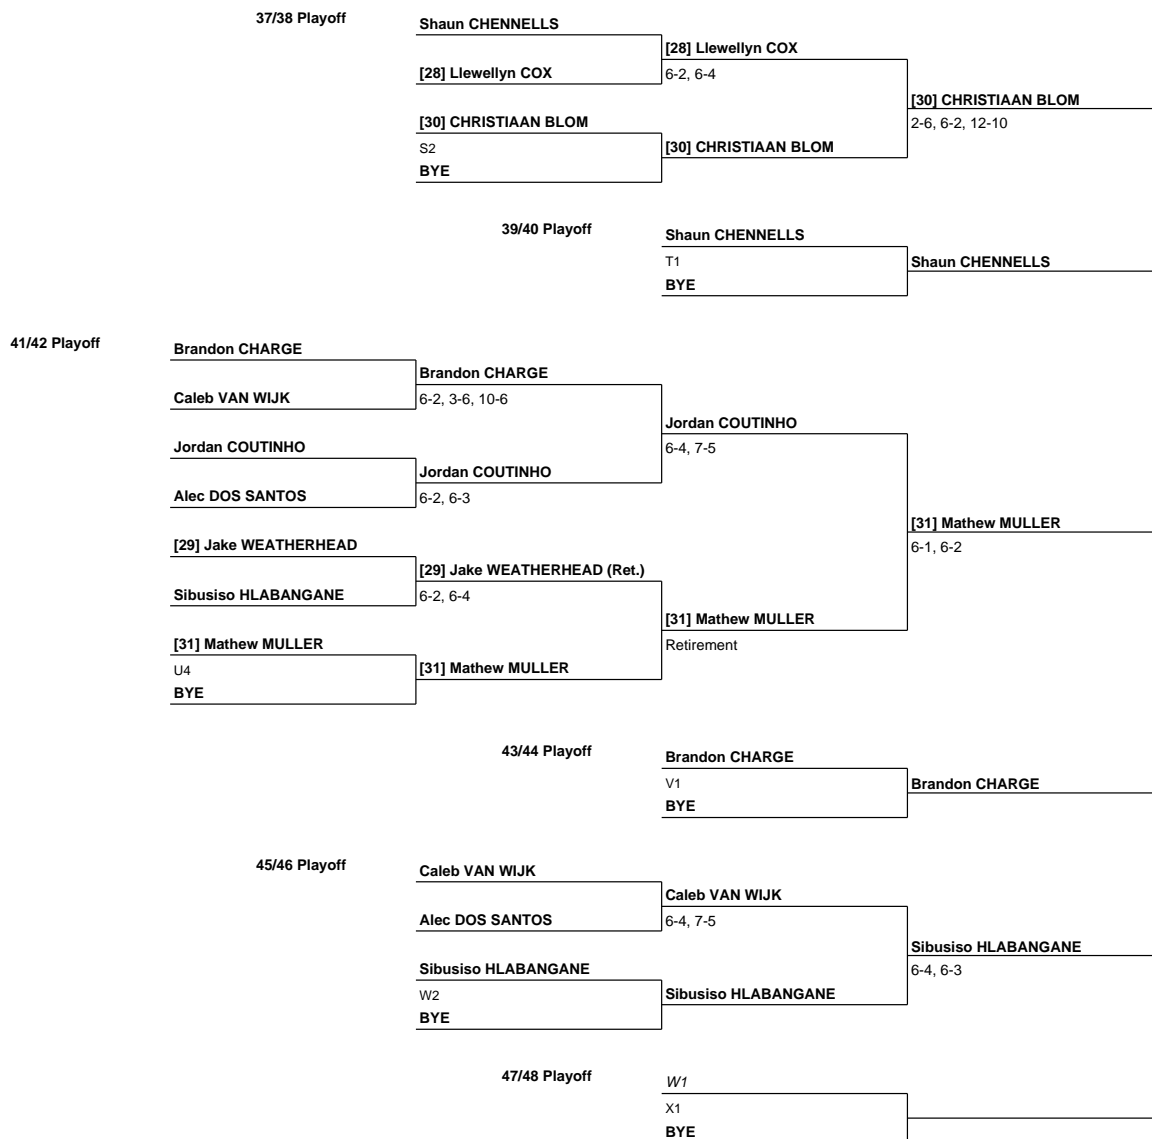 37/38 Playoff
Shaun CHENNELLS
[28] Llewellyn COX
[28] Llewellyn COX
6-2, 6-4
[30] CHRISTIAAN BLOM
2-6, 6-2, 12-10
[30] CHRISTIAAN BLOM
S2
[30] CHRISTIAAN BLOM
BYE
39/40 Playoff
Shaun CHENNELLS
T1
Shaun CHENNELLS
BYE
41/42 Playoff
Brandon CHARGE
Brandon CHARGE
Caleb VAN WIJK
6-2, 3-6, 10-6
Jordan COUTINHO
Jordan COUTINHO
6-4, 7-5
Jordan COUTINHO
Alec DOS SANTOS
6-2, 6-3
[31] Mathew MULLER
[29] Jake WEATHERHEAD
6-1, 6-2
[29] Jake WEATHERHEAD (Ret.)
Sibusiso HLABANGANE
6-2, 6-4
[31] Mathew MULLER
[31] Mathew MULLER
Retirement
U4
[31] Mathew MULLER
BYE
43/44 Playoff
Brandon CHARGE
V1
Brandon CHARGE
BYE
45/46 Playoff
Caleb VAN WIJK
Caleb VAN WIJK
Alec DOS SANTOS
6-4, 7-5
Sibusiso HLABANGANE
Sibusiso HLABANGANE
6-4, 6-3
W2
Sibusiso HLABANGANE
BYE
47/48 Playoff
W1
X1
BYE